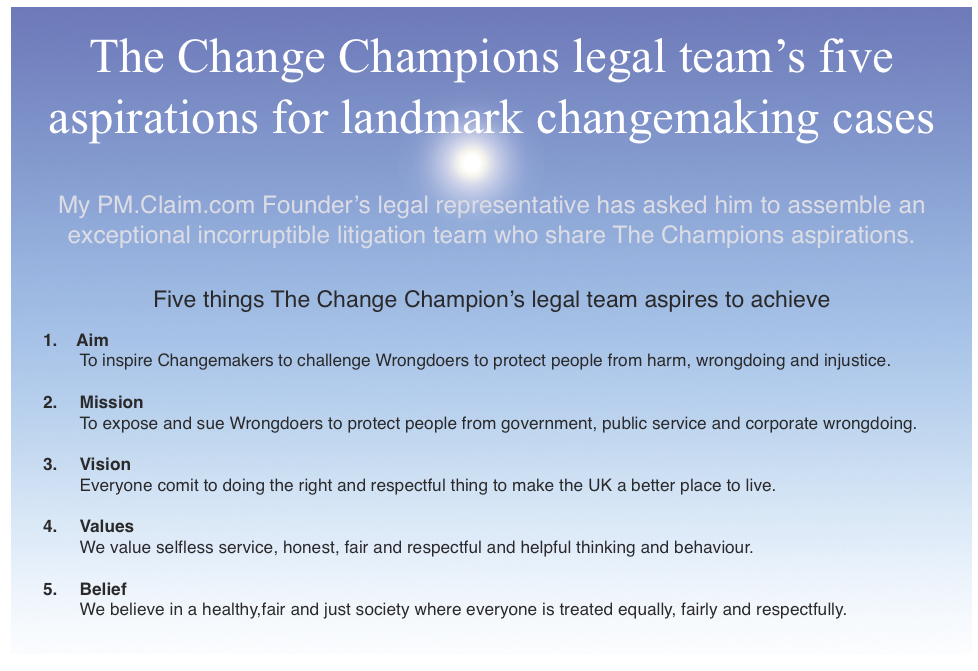 The Change Champions legal team’s five
aspirations for landmark changemaking cases
My PM.Claim.com Founder’s legal representative has asked him to assemble an
exceptional incorruptible litigation team who share The Champions aspirations.
Five things The Change Champion’s legal team aspires to achieve
1. Aim
To inspire Changemakers to challenge Wrongdoers to protect people from harm, wrongdoing and injustice.
2. Mission
To expose and sue Wrongdoers to protect people from government, public service and corporate wrongdoing.
3. Vision
Everyone comit to doing the right and respectful thing to make the UK a better place to live.
4. Values
We value selfless service, honest, fair and respectful and helpful thinking and behaviour.
5. Belief
We believe in a healthy,fair and just society where everyone is treated equally, fairly and respectfully.